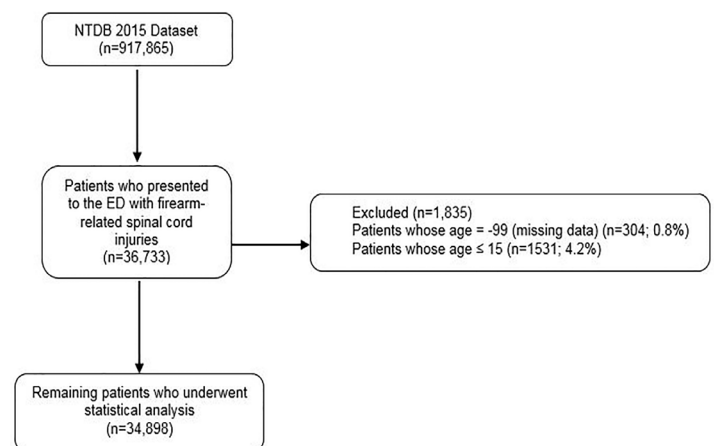 NTDB 2015 Dataset
(n=917,865)
Patients who presented
to the ED with firearm-
related spinal cord
injuries
(n=36,733)
Excluded (n=1,835)
Patients whose age = -99 (missing data) (n=304; 0.8%)
Patients whose age ≤ 15 (n=1531; 4.2%)
Remaining patients who underwent
statistical analysis
(n=34,898)